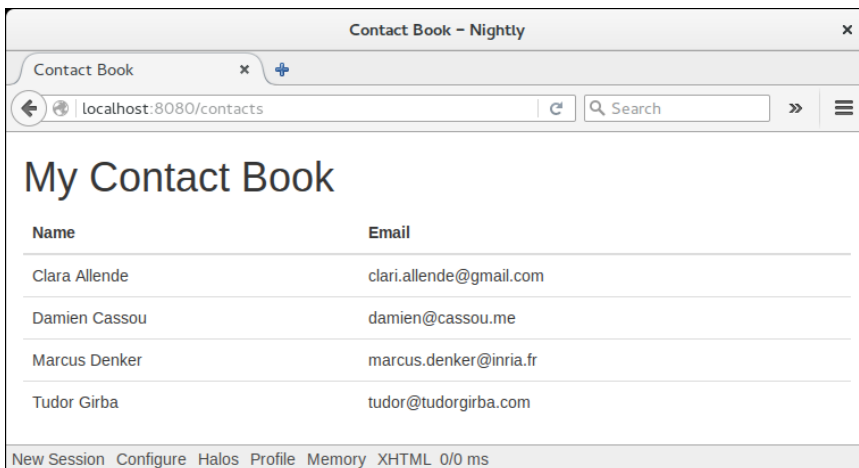 Contact Book – Nightly
Contact Book
localhost:8080/contacts Search
My Contact Book
Name Email
Clara Allende clari.allende@gmail.com
Damien Cassou damien@cassou.me
Marcus Denker marcus.denker@inria.fr
Tudor Girba tudor@tudorgirba.com
New Session Configure Halos Profile Memory XHTML 0/0 ms